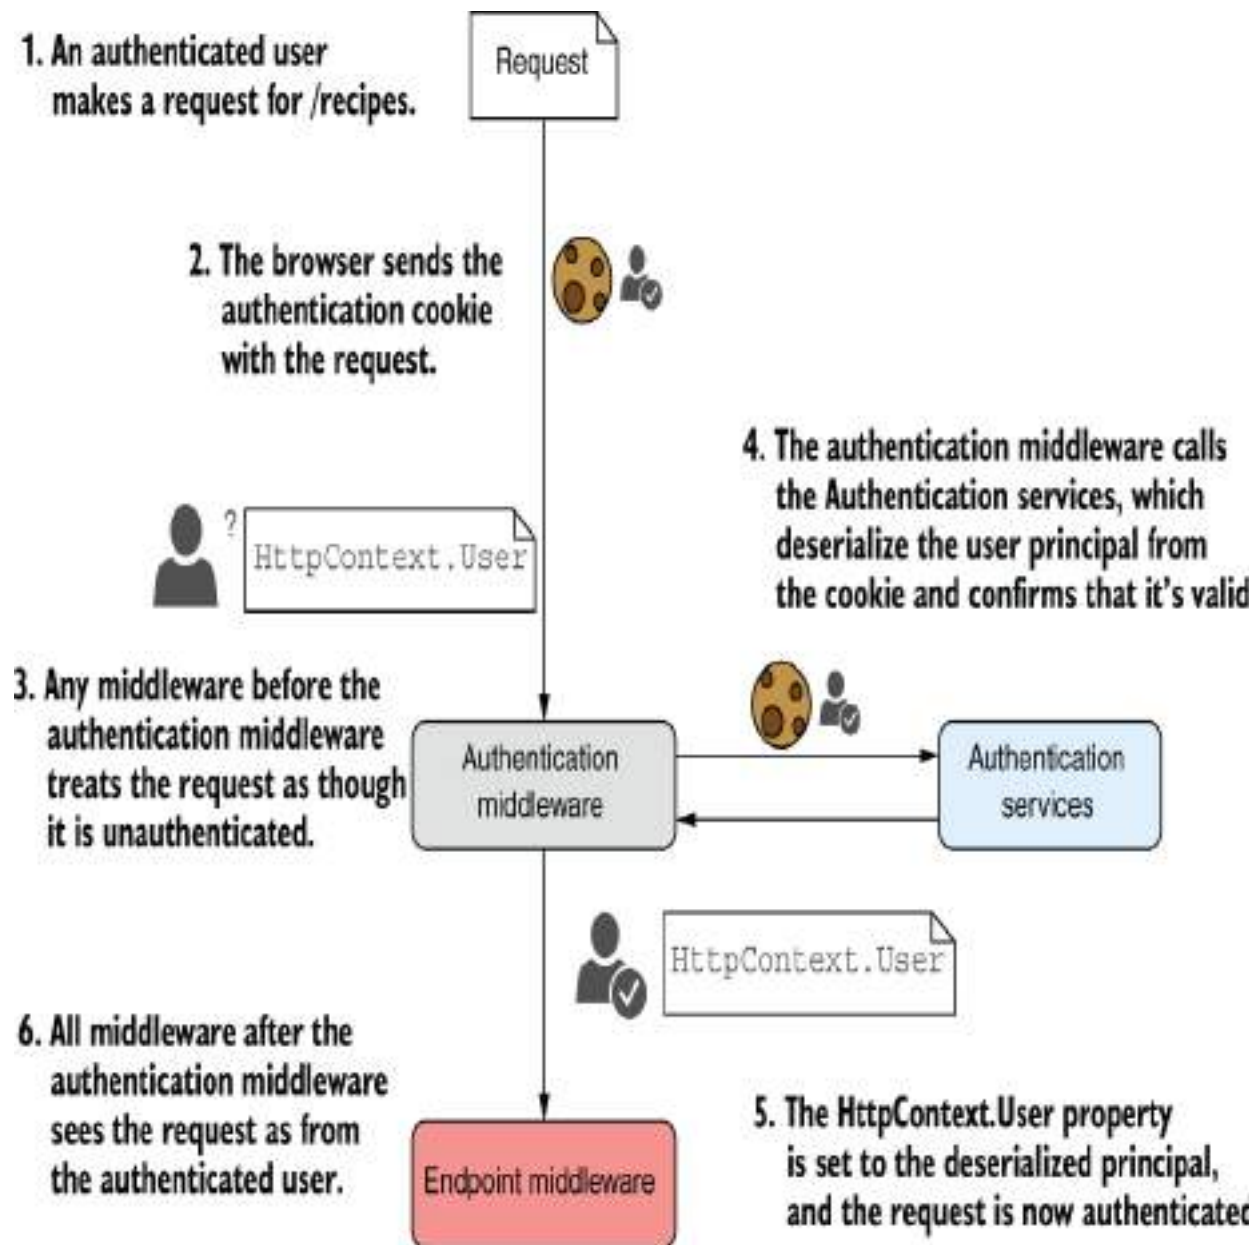 1. An authenticated user
makes a request for /recipes.
Request
2. The browser sends the
authentication cookie
with the request.
?
HttpContext.User
3. Any middleware before the
authentication middleware
treats the request as though
it is unauthenticated.
4. The authentication middleware calls
the Authentication services, which
deserialize the user principal from
the cookie and confirms that it's valid
Authentication
middleware
Authentication
services
HttpContext.User
5. The HttpContext.User property
is set to the deserialized principal,
and the request is now authenticated
6. All middleware after the
authentication middleware
sees the request as from
the authenticated user.
Endpoint middleware